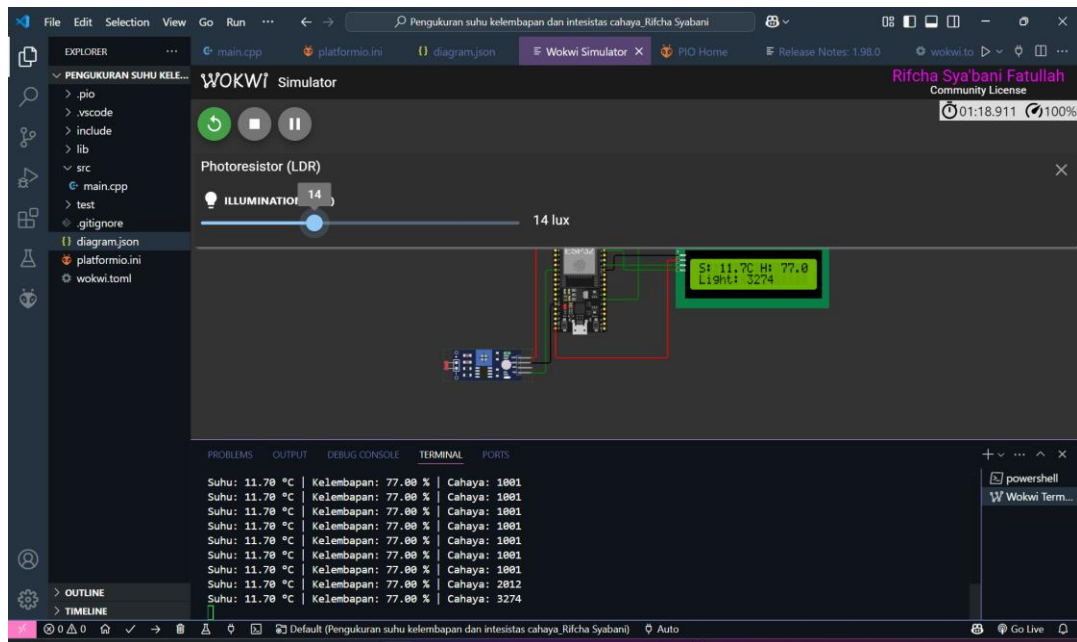 File Edit Selection View Go Run ··· ← → Pengukuran suhu kelembapan dan intesistas cahaya_Rifcha Syabani
EXPLORER ···
main.cpp platformio.ini {} diagram.json Wokwi Simulator × PIO Home Release Notes: 1.98.0 wokwi.to ···
PENGUKURAN SUHU KELE...
> .pio
> .vscode
> include
> lib
∨ src
main.cpp
> test
.gitignore
{} diagram.json
platformio.ini
wokwi.toml
> OUTLINE
> TIMELINE
WOKWI Simulator
Rifcha Sya'bani Fatullah
Community License
01:18.911 100%
Photoresistor (LDR)
14
ILLUMINATION )
14 lux
ESP32
S: 11.7C H: 77.0
Light: 3274
PROBLEMS OUTPUT DEBUG CONSOLE TERMINAL PORTS
Suhu: 11.70 °C | Kelembapan: 77.00 % | Cahaya: 1001
Suhu: 11.70 °C | Kelembapan: 77.00 % | Cahaya: 1001
Suhu: 11.70 °C | Kelembapan: 77.00 % | Cahaya: 1001
Suhu: 11.70 °C | Kelembapan: 77.00 % | Cahaya: 1001
Suhu: 11.70 °C | Kelembapan: 77.00 % | Cahaya: 1001
Suhu: 11.70 °C | Kelembapan: 77.00 % | Cahaya: 1001
Suhu: 11.70 °C | Kelembapan: 77.00 % | Cahaya: 1001
Suhu: 11.70 °C | Kelembapan: 77.00 % | Cahaya: 2012
Suhu: 11.70 °C | Kelembapan: 77.00 % | Cahaya: 3274
powershell
Wokwi Term...
0 0 Default (Pengukuran suhu kelembapan dan intesistas cahaya_Rifcha Syabani) Auto Go Live